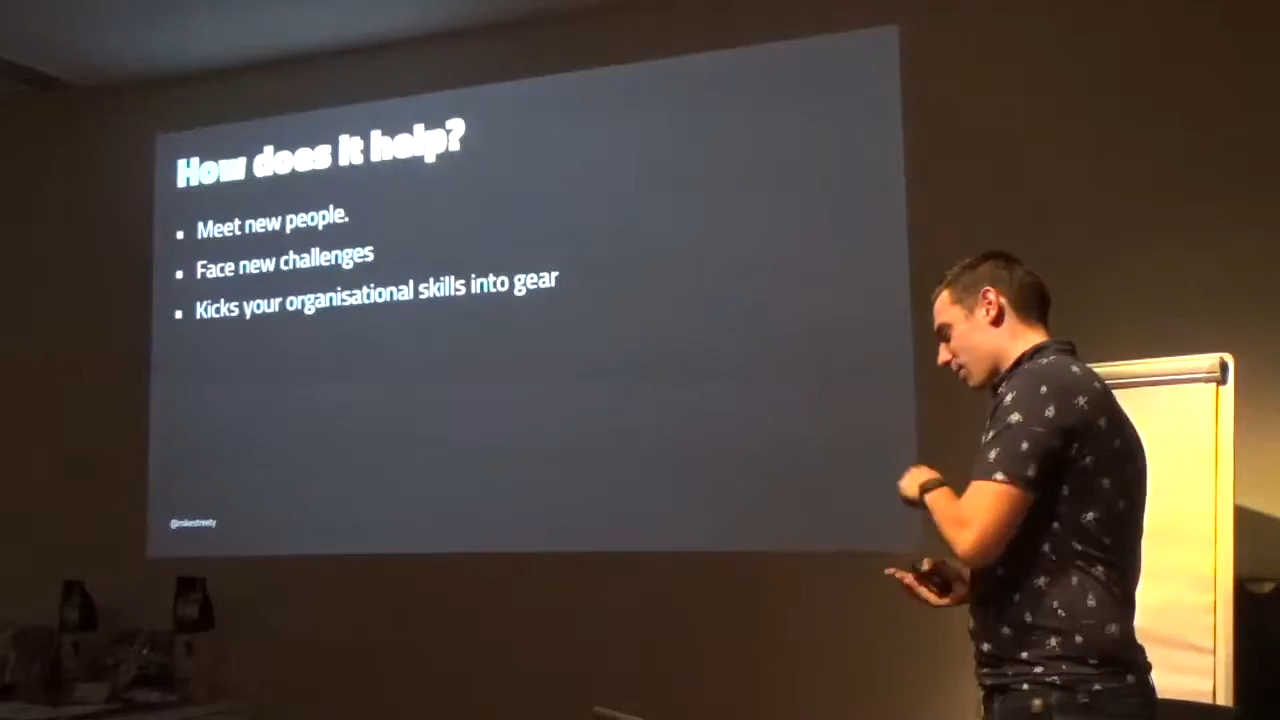 How does it help?
Meet new people.
Face new challenges
Kicks your organisational skills into gear
@mikestreety